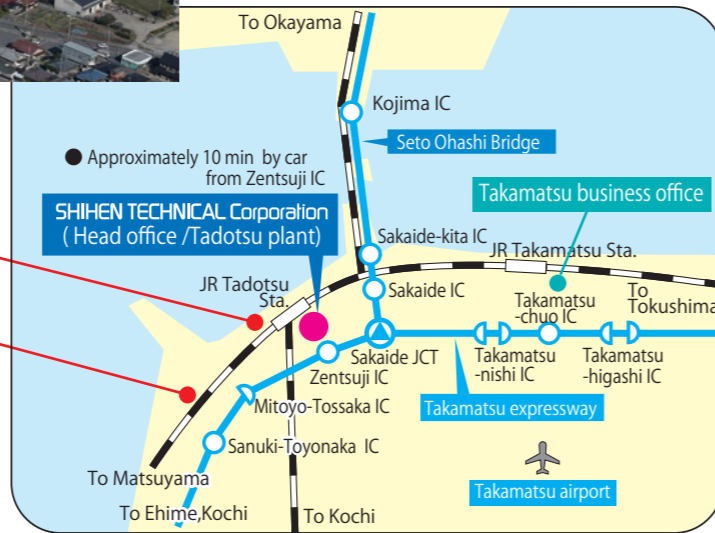 To Okayama
Kojima IC
Seto Ohashi Bridge
● Approximately 10 min by car
from Zentsuji IC
SHIHEN TECHNICAL Corporation
( Head office /Tadotsu plant)
Takamatsu business office
Sakaide-kita IC
JR Takamatsu Sta.
JR Tadotsu
Sta.
Sakaide IC
Takamatsu
-chuo IC
To
Tokushima
Sakaide JCT
Takamatsu
-nishi IC
Takamatsu
-higashi IC
Zentsuji IC
Mitoyo-Tossaka IC
Takamatsu expressway
Sanuki-Toyonaka IC
To Matsuyama
Takamatsu airport
To Ehime,Kochi
To Kochi